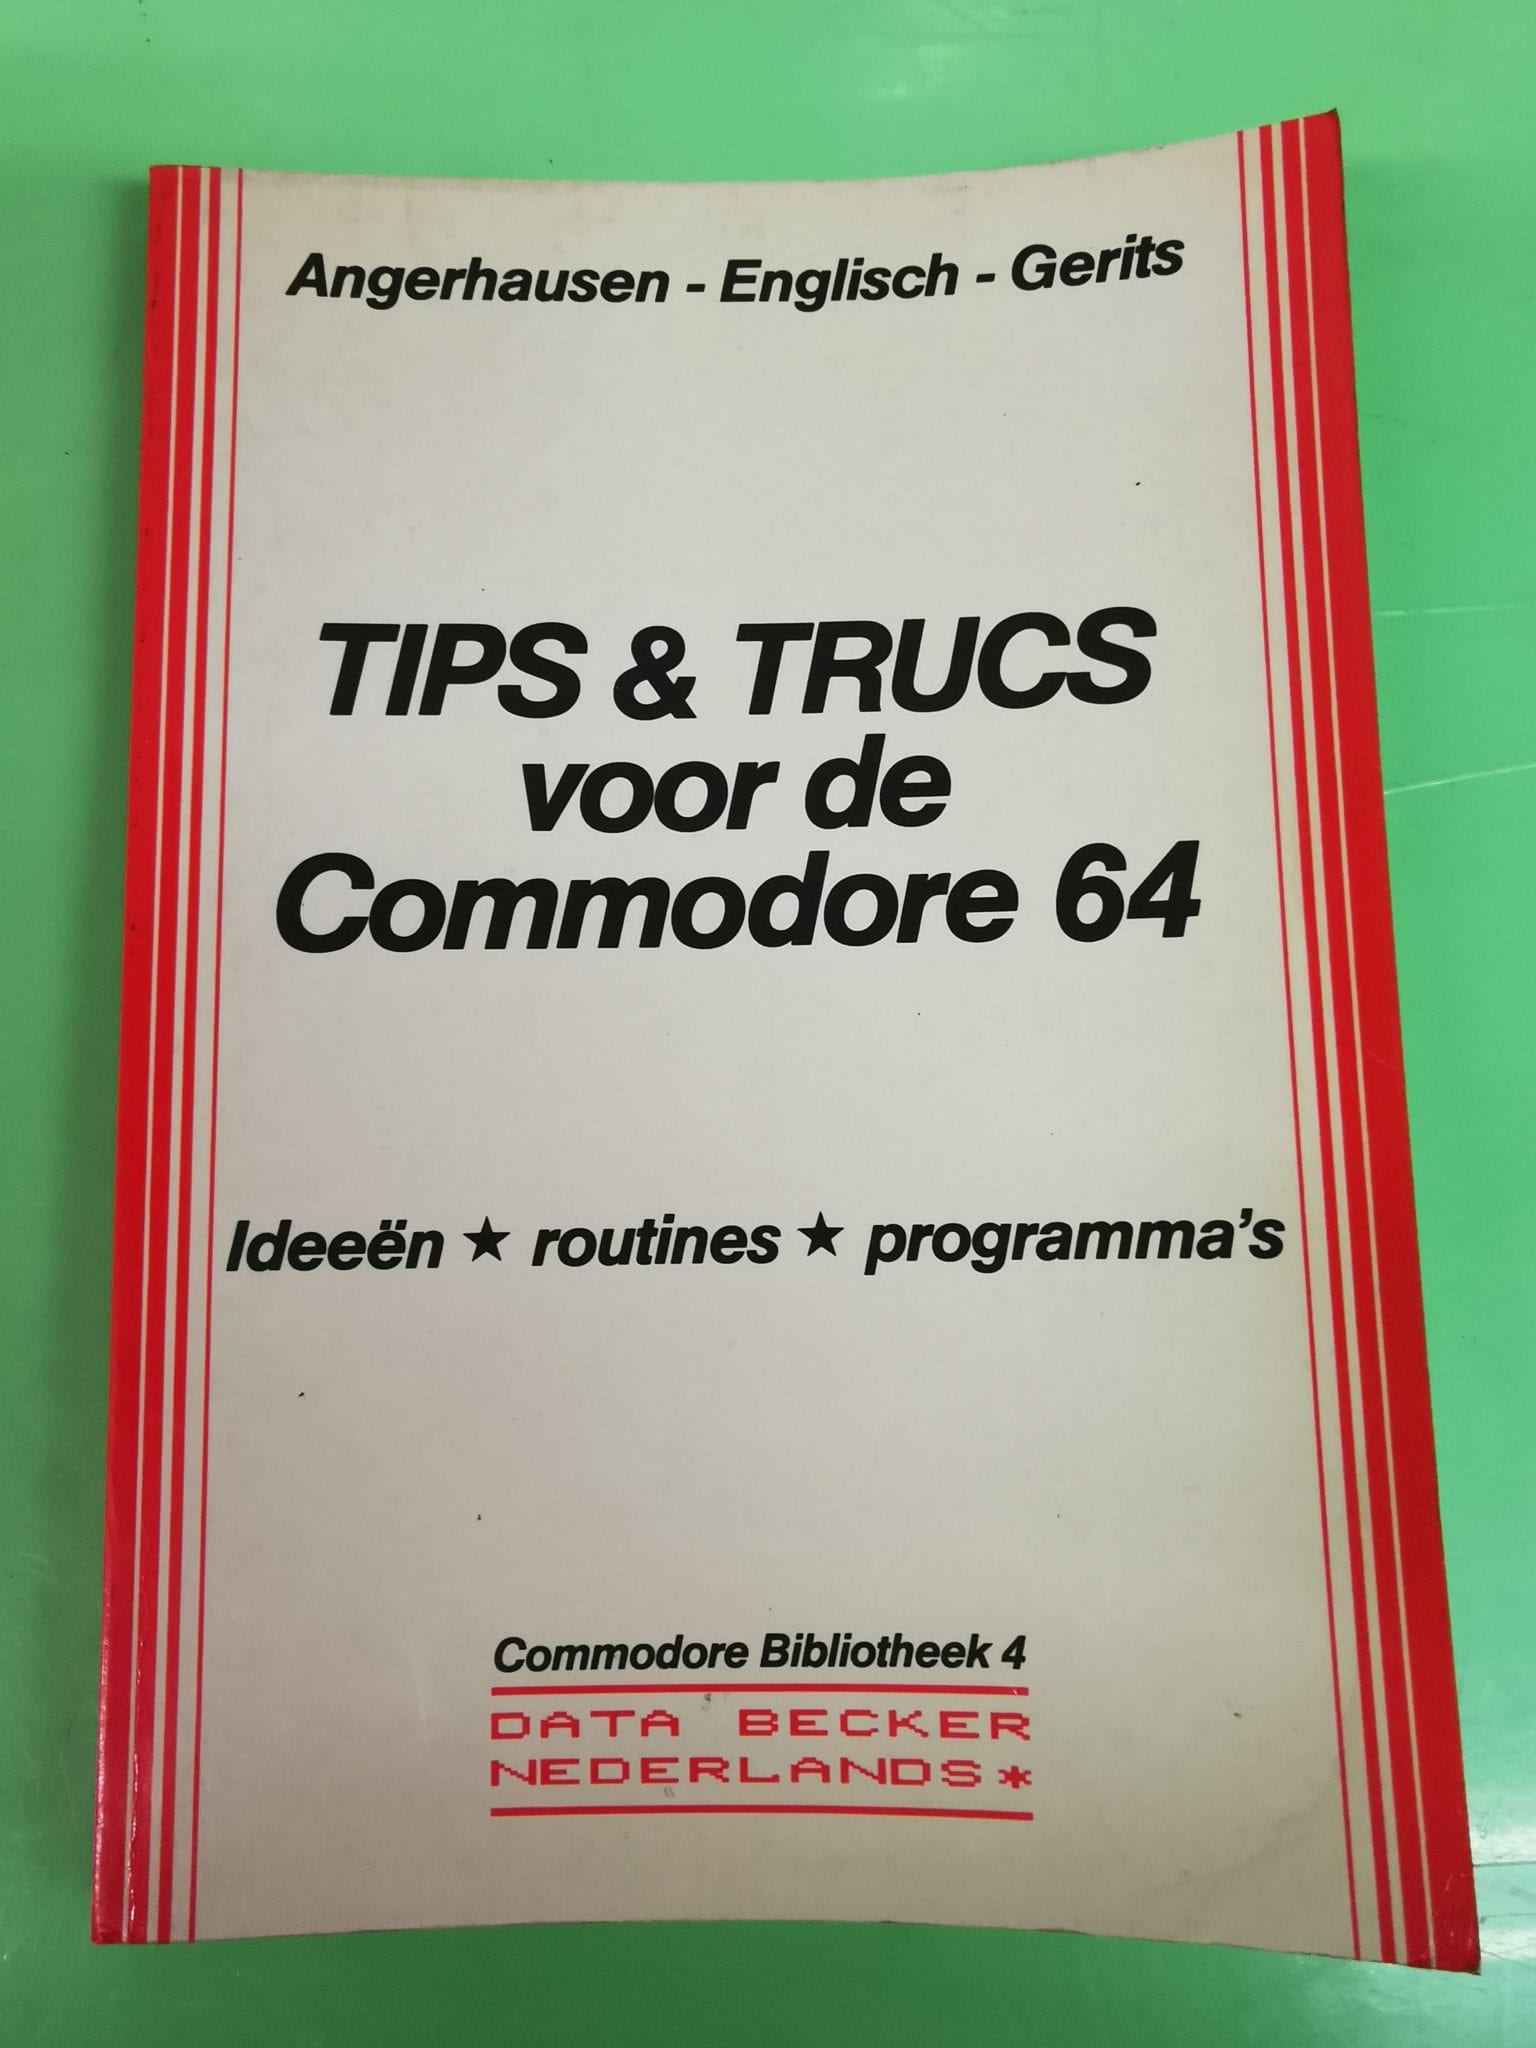 Angerhausen - Englisch - Gerits
TIPS & TRUCS
voor de
Commodore 64
Ideeën ★ routines ★ programma's
Commodore Bibliotheek 4
DATA BECKER
NEDERLANDS*